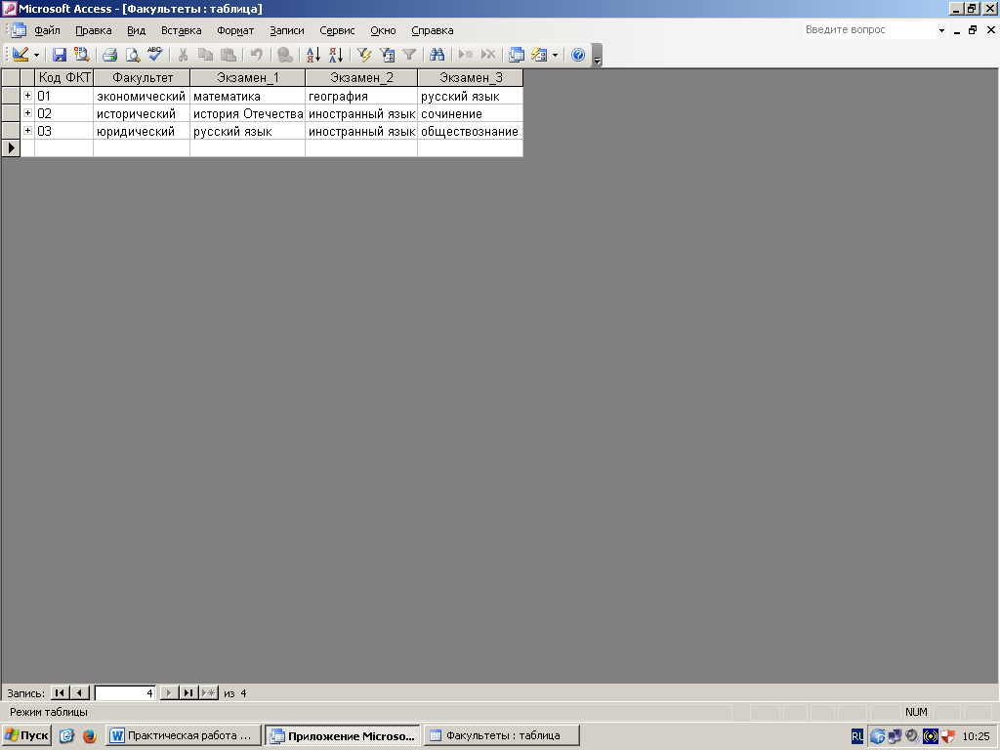 Microsoft Access - [Факультеты : таблица]
Файл Правка Вид Вставка Формат Записи Сервис Окно Справка Введите вопрос
Код ФКТ Факультет Экзамен_1 Экзамен_2 Экзамен_3
01 экономический математика география русский язык
02 исторический история Отечества иностранный язык сочинение
03 юридический русский язык иностранный язык обществознание
Запись: 4 из 4
Режим таблицы NUM
Пуск Практическая работа ... Приложение Microso... Факультеты : таблица RU 10:25